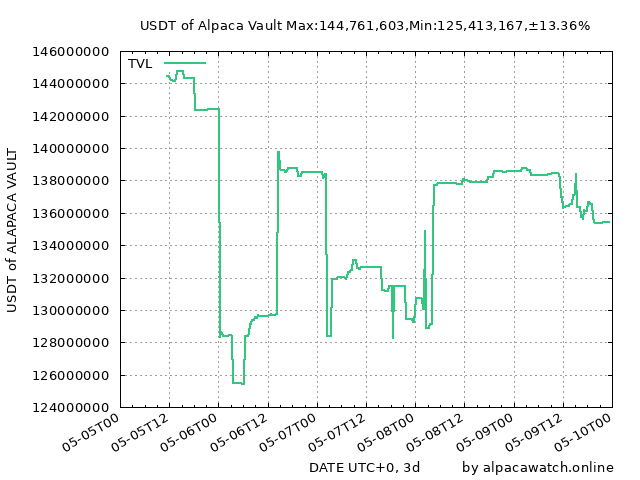 USDT of Alpaca Vault Max:144,761,603,Min:125,413,167,±13.36%
TVL
146000000
144000000
142000000
140000000
138000000
136000000
134000000
132000000
130000000
128000000
126000000
124000000
USDT of ALAPACA VAULT
05-05T00
05-05T12
05-06T00
05-06T12
05-07T00
05-07T12
05-08T00
05-08T12
05-09T00
05-09T12
05-10T00
DATE UTC+0, 3d
by alpacawatch.online